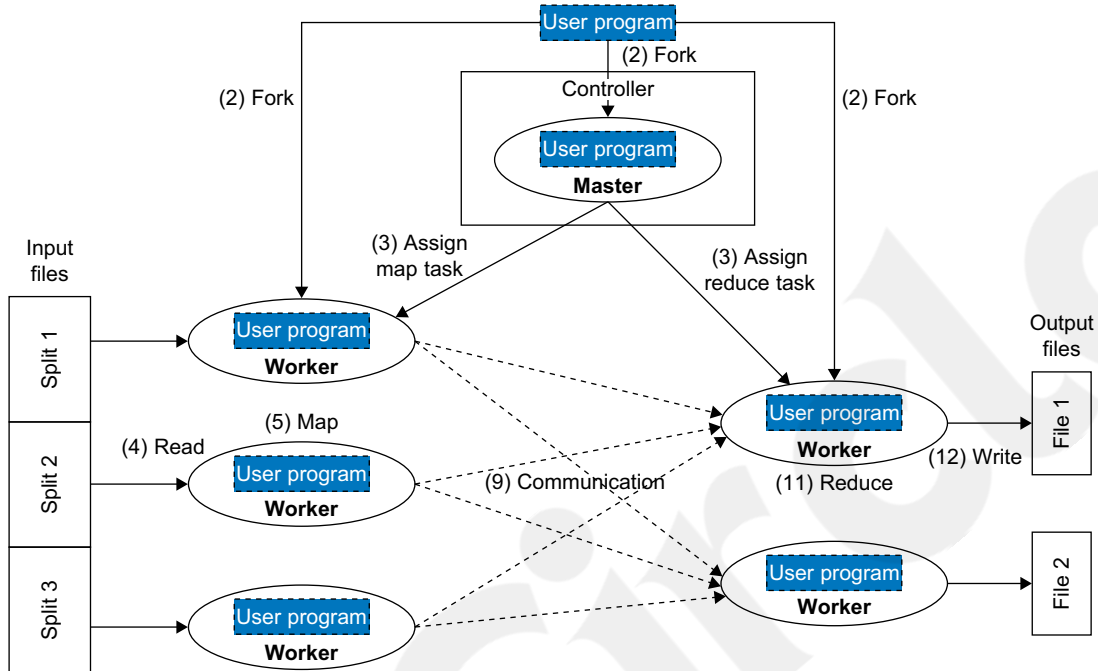 User program
(2) Fork
(2) Fork
(2) Fork
Controller
User program
Master
Input
files
(3) Assign
map task
(3) Assign
reduce task
Split 1
User program
Worker
Output
files
(5) Map
User program
Worker
File 1
Split 2
(4) Read
User program
Worker
(9) Communication
(11) Reduce
(12) Write
Split 3
User program
Worker
User program
Worker
File 2